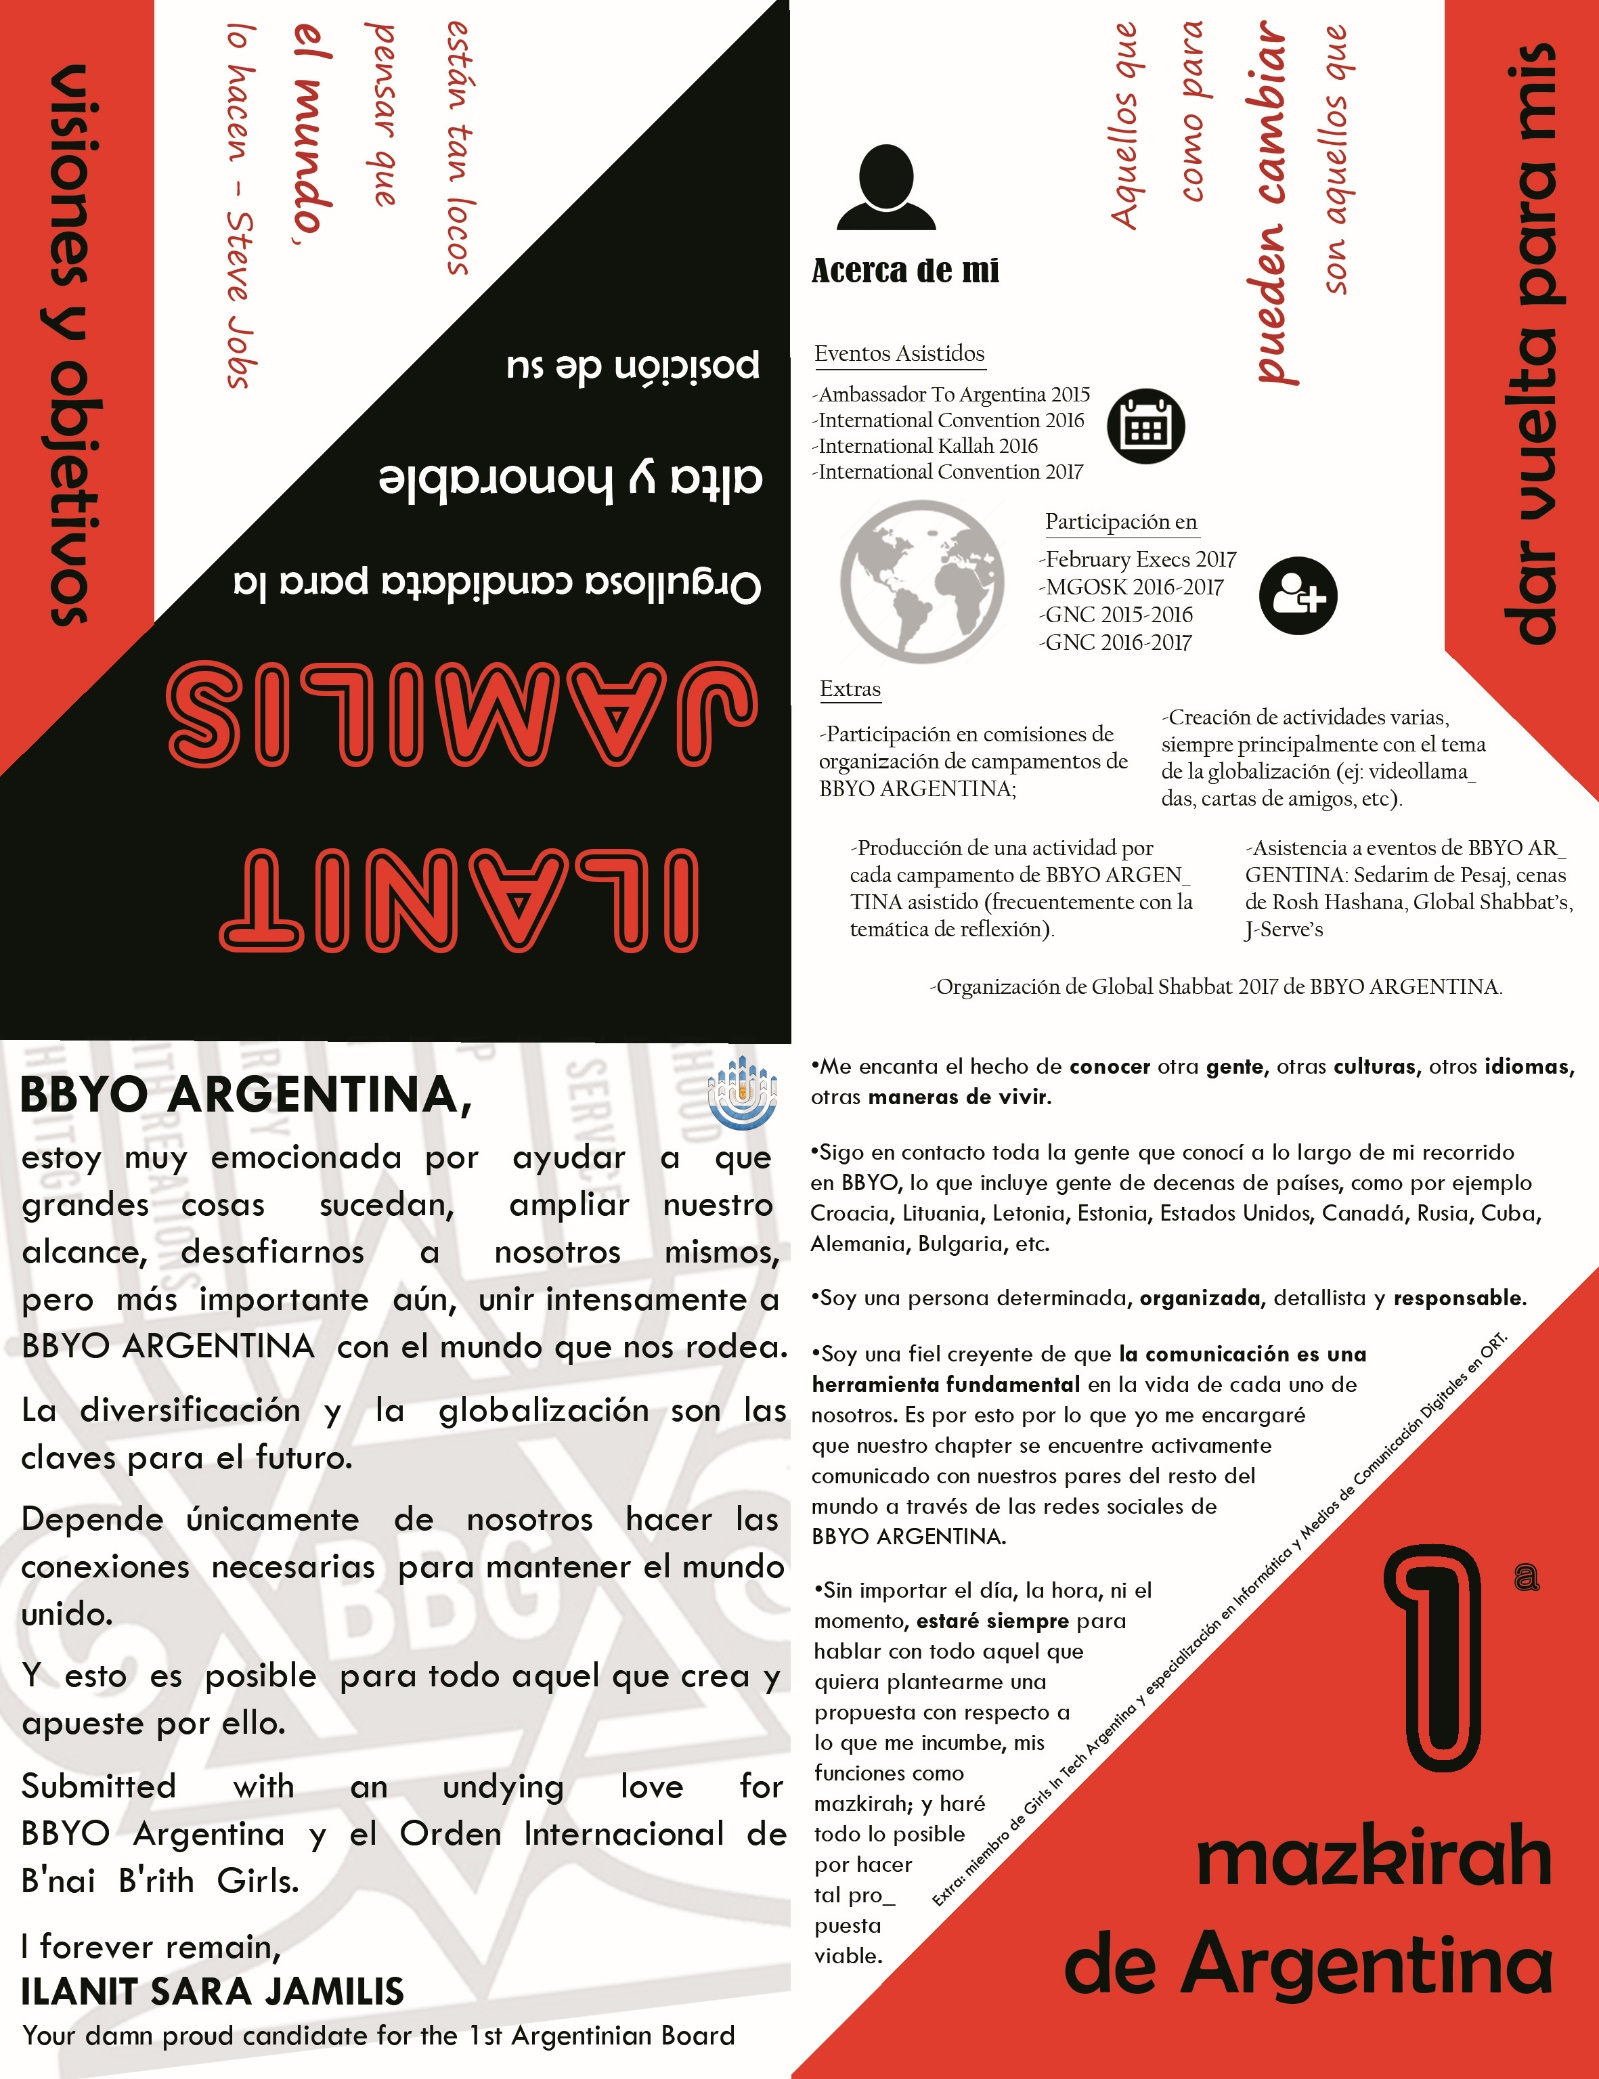 visiones y objetivos
están tan locos
pensar que
el mundo,
lo hacen – Steve Jobs
ILANIT
JAMILIS
Orgullosa candidata para la
alta y honorable
posición de su
Aquellos que
como para
pueden cambiar
son aquellos que
dar vuelta para mis
Acerca de mi
Eventos Asistidos
-Ambassador To Argentina 2015
-International Convention 2016
-International Kallah 2016
-International Convention 2017
Participación en
-February Execs 2017
-MGOSK 2016-2017
-GNC 2015-2016
-GNC 2016-2017
Extras
-Participación en comisiones de
organización de campamentos de
BBYO ARGENTINA;
-Creación de actividades varias,
siempre principalmente con el tema
de la globalización (ej: videollama_
das, cartas de amigos, etc).
-Producción de una actividad por
cada campamento de BBYO ARGEN_
TINA asistido (frecuentemente con la
temática de reflexión).
-Asistencia a eventos de BBYO AR_
GENTINA: Sedarim de Pesaj, cenas
de Rosh Hashana, Global Shabbat's,
J-Serve's
-Organización de Global Shabbat 2017 de BBYO ARGENTINA.
BBYO ARGENTINA,
estoy muy emocionada por ayudar a que
grandes cosas sucedan, ampliar nuestro
alcance, desafiarnos a nosotros mismos,
pero más importante aún, unir intensamente a
BBYO ARGENTINA con el mundo que nos rodea.
La diversificación y la globalización son las
claves para el futuro.
Depende únicamente de nosotros hacer las
conexiones necesarias para mantener el mundo
unido.
Y esto es posible para todo aquel que crea y
apueste por ello.
Submitted with an undying love for
BBYO Argentina y el Orden Internacional de
B'nai B'rith Girls.
I forever remain,
ILANIT SARA JAMILIS
Your damn proud candidate for the 1st Argentinian Board
SERVICE
BBG
•Me encanta el hecho de conocer otra gente, otras culturas, otros idiomas,
otras maneras de vivir.
•Sigo en contacto toda la gente que conocí a lo largo de mi recorrido
en BBYO, lo que incluye gente de decenas de países, como por ejemplo
Croacia, Lituania, Letonia, Estonia, Estados Unidos, Canadá, Rusia, Cuba,
Alemania, Bulgaria, etc.
•Soy una persona determinada, organizada, detallista y responsable.
•Soy una fiel creyente de que la comunicación es una
herramienta fundamental en la vida de cada uno de
nosotros. Es por esto por lo que yo me encargaré
que nuestro chapter se encuentre activamente
comunicado con nuestros pares del resto del
mundo a través de las redes sociales de
BBYO ARGENTINA.
•Sin importar el día, la hora, ni el
momento, estaré siempre para
hablar con todo aquel que
quiera plantearme una
propuesta con respecto a
lo que me incumbe, mis
funciones como
mazkirah; y haré
todo lo posible
por hacer
tal pro_
puesta
viable.
Extra: miembro de Girls In Tech Argentina y especialización en Informática y Medios de Comunicación Digitales en ORT.
1ª
mazkirah
de Argentina